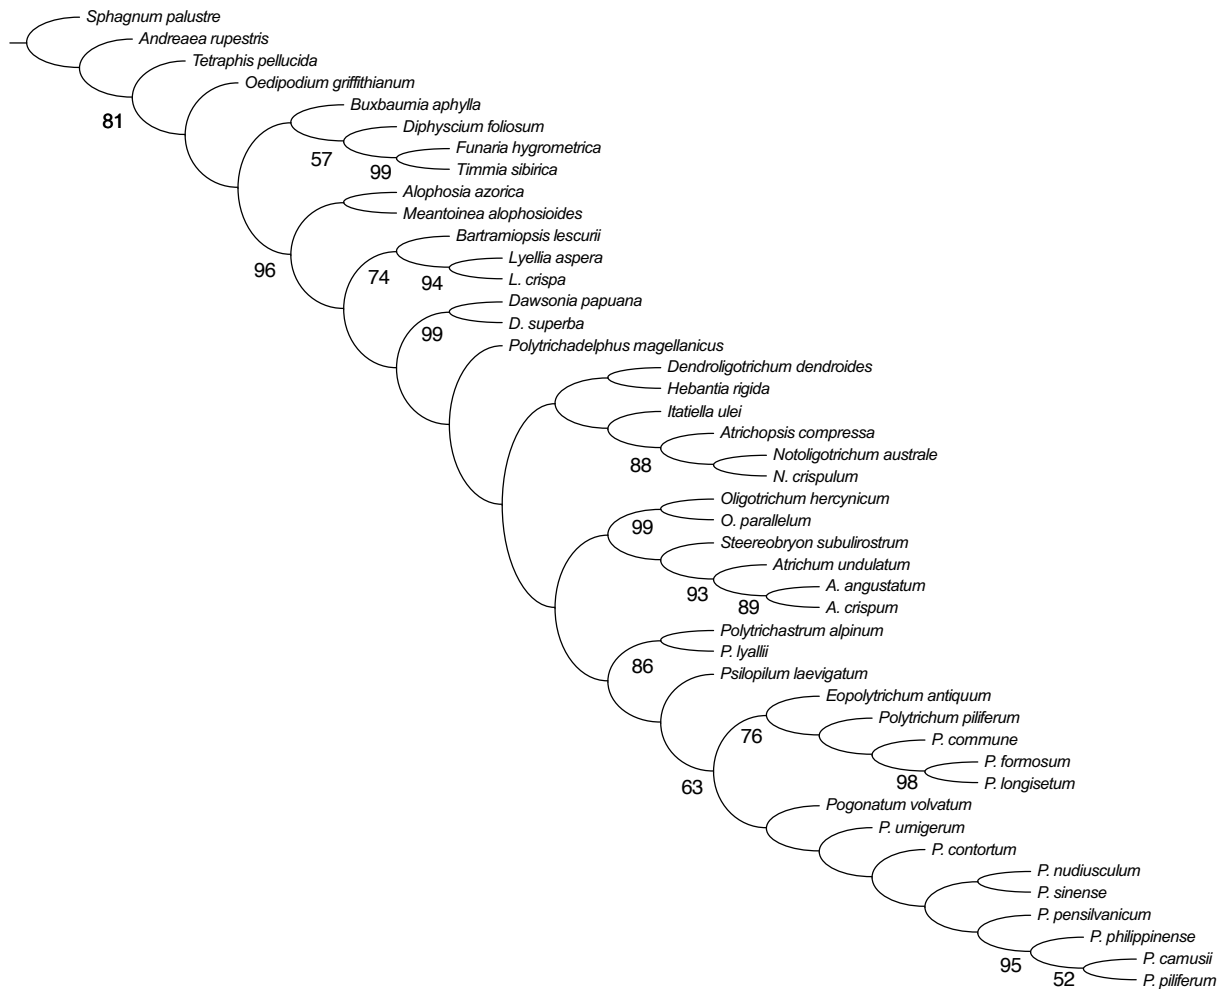 Sphagnum palustre
Andreaea rupestris
Tetraphis pellucida
Oedipodium griffithianum
Buxbaumia aphylla
81
Diphyscium foliosum
Funaria hygrometrica
57
Timmia sibirica
99
Alophosia azorica
Meantoinea alophosioides
Bartramiopsis lescurii
Lyellia aspera
96
74
L. crispa
94
Dawsonia papuana
D. superba
99
Polytrichadelphus magellanicus
Dendroligotrichum dendroides
Hebantia rigida
Itatiella ulei
Atrichopsis compressa
Notoligotrichum australe
88
N. crispulum
Oligotrichum hercynicum
O. parallelum
99
Steereobryon subulirostrum
Atrichum undulatum
A. angustatum
93
A. crispum
89
Polytrichastrum alpinum
P. lyallii
86
Psilopilum laevigatum
Eopolytrichum antiquum
Polytrichum piliferum
76
P. commune
P. formosum
98
P. longisetum
63
Pogonatum volvatum
P. urnigerum
P. contortum
P. nudiusculum
P. sinense
P. pensilvanicum
P. philippinense
P. camusii
95
52
P. piliferum